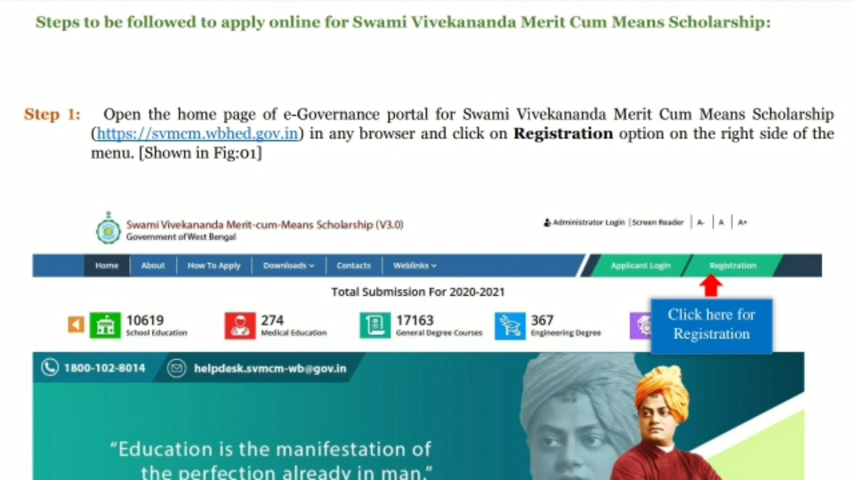 Steps to be followed to apply online for Swami Vivekananda Merit Cum Means Scholarship:
Step 1: Open the home page of e-Governance portal for Swami Vivekananda Merit Cum Means Scholarship
(https://svmcm.wbhed.gov.in) in any browser and click on Registration option on the right side of the
menu. [Shown in Fig:01]
Swami Vivekananda Merit-cum-Means Scholarship (V3.0)
Government of West Bengal
Administrator Login | Screen Reader | A- | A | A+
Home | About | How To Apply | Downloads | Contacts | Weblinks
Applicant Login Registration
Total Submission For 2020-2021
10619 274 17163 367
School Education Medical Education General Degree Courses Engineering Degree
Click here for
Registration
1800-102-8014 helpdesk.svmcm-wb@gov.in
“Education is the manifestation of
the perfection already in man.”